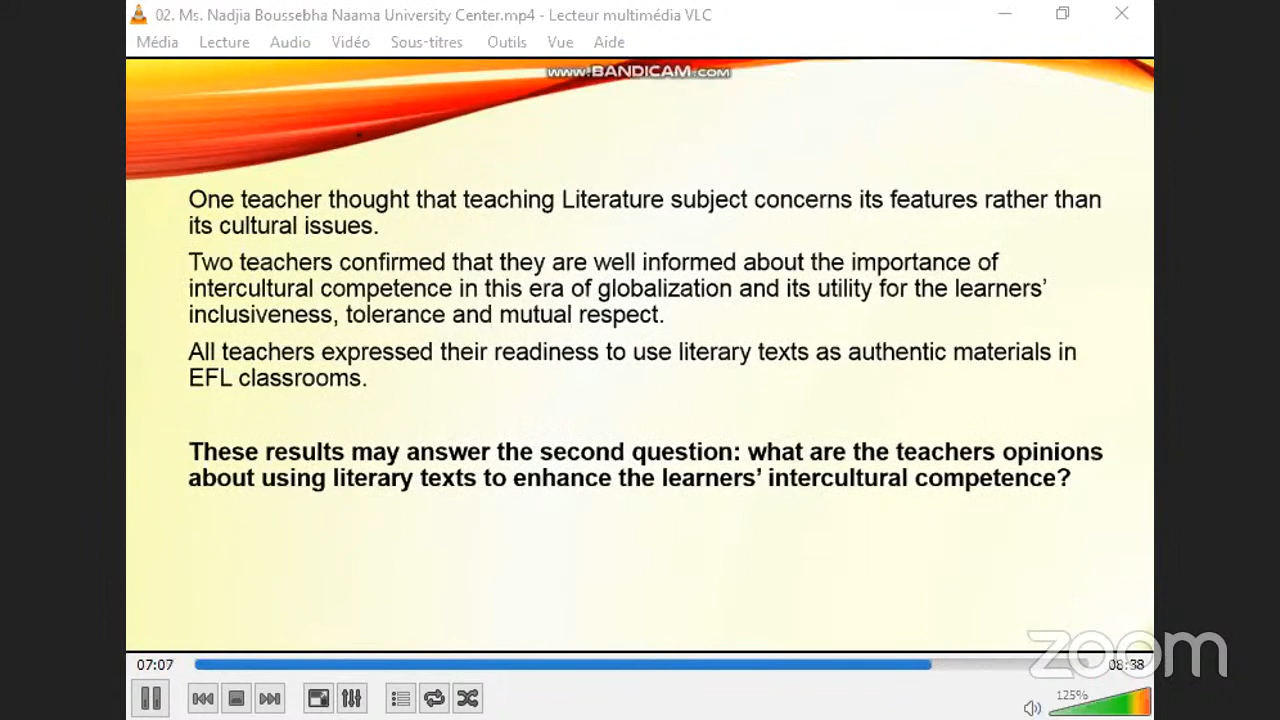 02. Ms. Nadjia Boussebha Naama University Center.mp4 - Lecteur multimédia VLC
Média Lecture Audio Vidéo Sous-titres Outils Vue Aide
www.BANDICAM.com
One teacher thought that teaching Literature subject concerns its features rather than
its cultural issues.
Two teachers confirmed that they are well informed about the importance of
intercultural competence in this era of globalization and its utility for the learners’
inclusiveness, tolerance and mutual respect.
All teachers expressed their readiness to use literary texts as authentic materials in
EFL classrooms.
These results may answer the second question: what are the teachers opinions
about using literary texts to enhance the learners’ intercultural competence?
zoom
07:07 08:38
125%